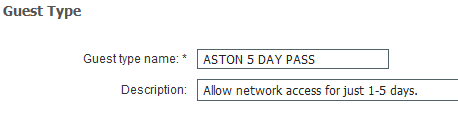 Guest Type
Guest type name: * ASTON 5 DAY PASS
Description: Allow network access for just 1-5 days.